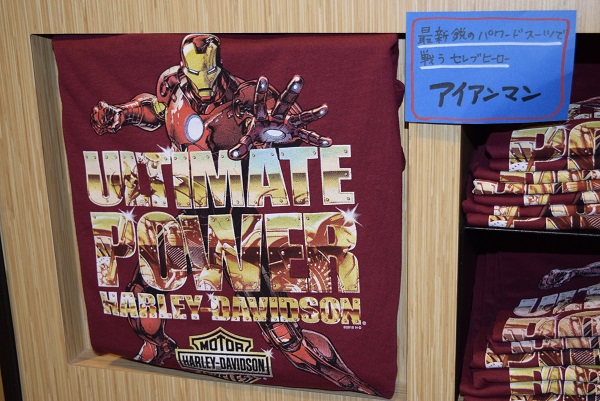 最新鋭のパワードスーツで
戦うセレブヒーロー
アイアンマン
ULTIMATE
POWER
HARLEY-DAVIDSON
MOTOR
HARLEY-DAVIDSON
ULTIM